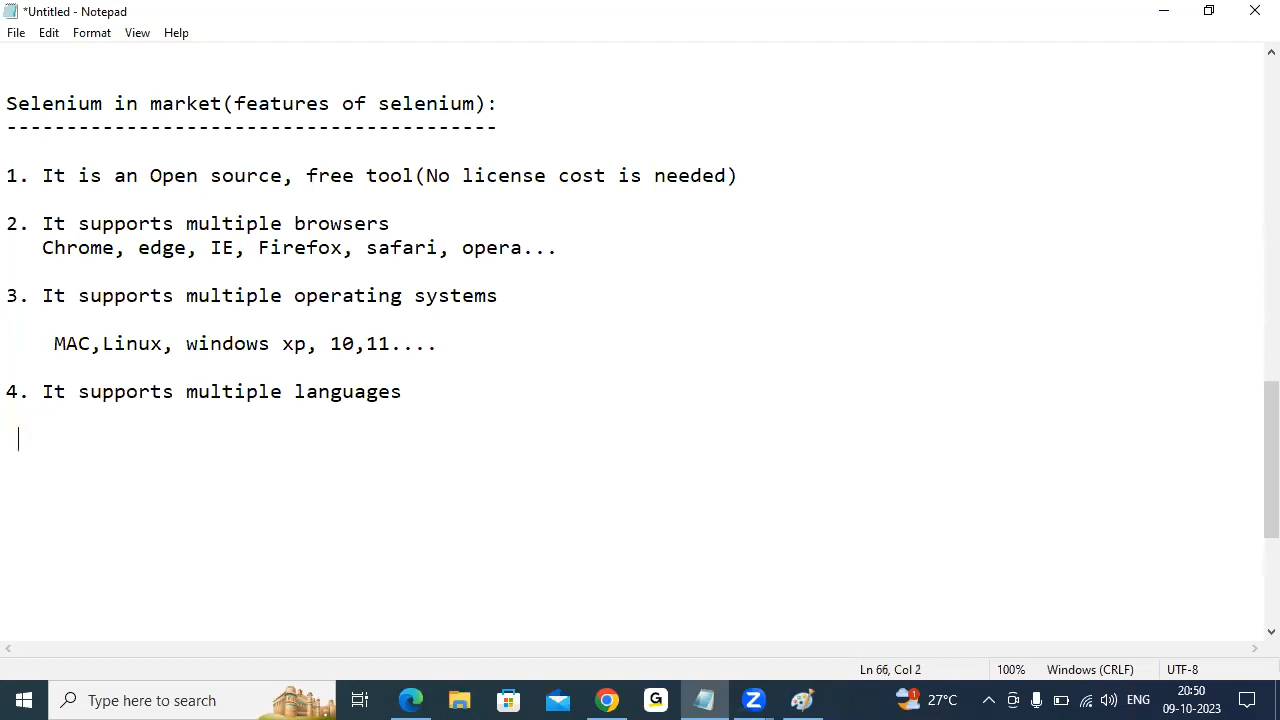 *Untitled - Notepad
File Edit Format View Help
Selenium in market(features of selenium):
-----------------------------------------
1. It is an Open source, free tool(No license cost is needed)
2. It supports multiple browsers
Chrome, edge, IE, Firefox, safari, opera...
3. It supports multiple operating systems
MAC,Linux, windows xp, 10,11....
4. It supports multiple languages
Ln 66, Col 2 100% Windows (CRLF) UTF-8
Type here to search
G
Z
1
27°C
ENG
20:50
09-10-2023